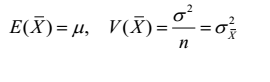 E(X̄) = μ, V(X̄) = σ²/n = σ²_X̄